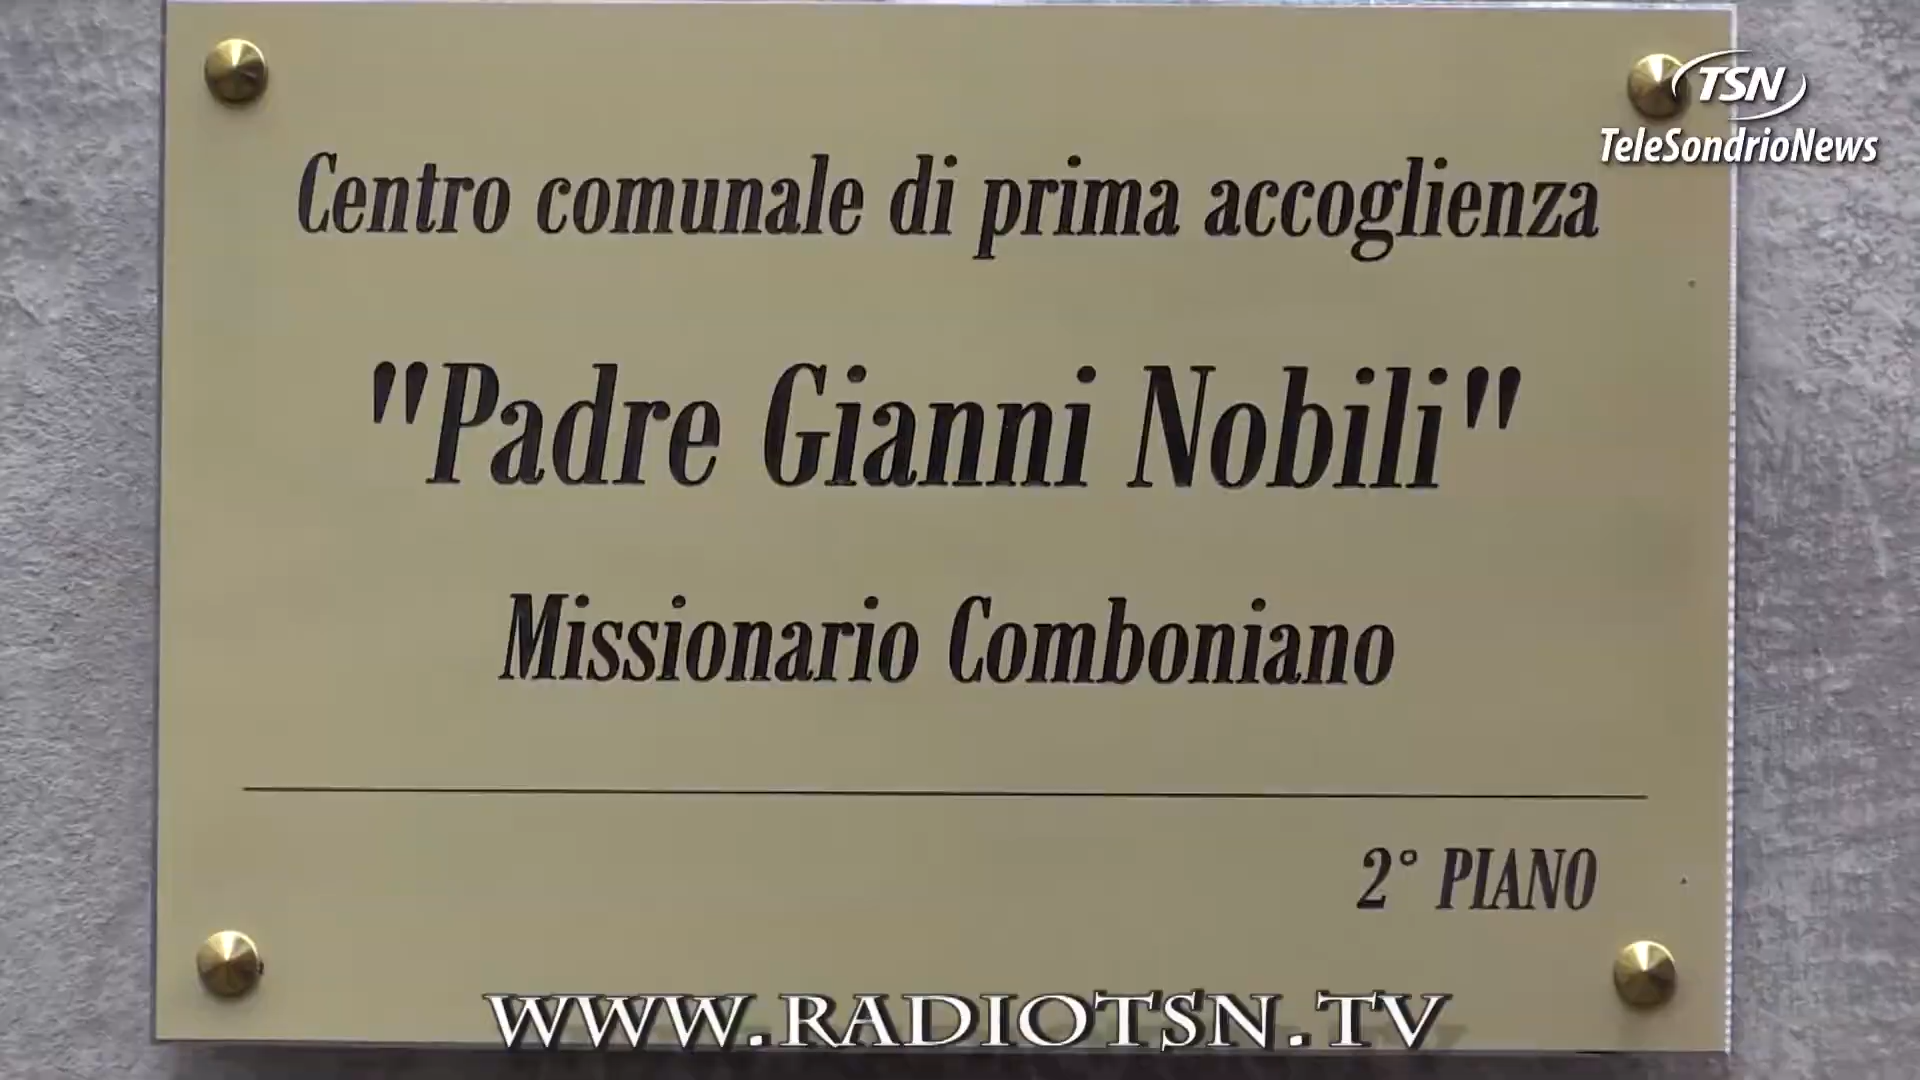 TSN
TeleSondrioNews
Centro comunale di prima accoglienza
"Padre Gianni Nobili"
Missionario Comboniano
2° PIANO
WWW.RADIOTSN.TV